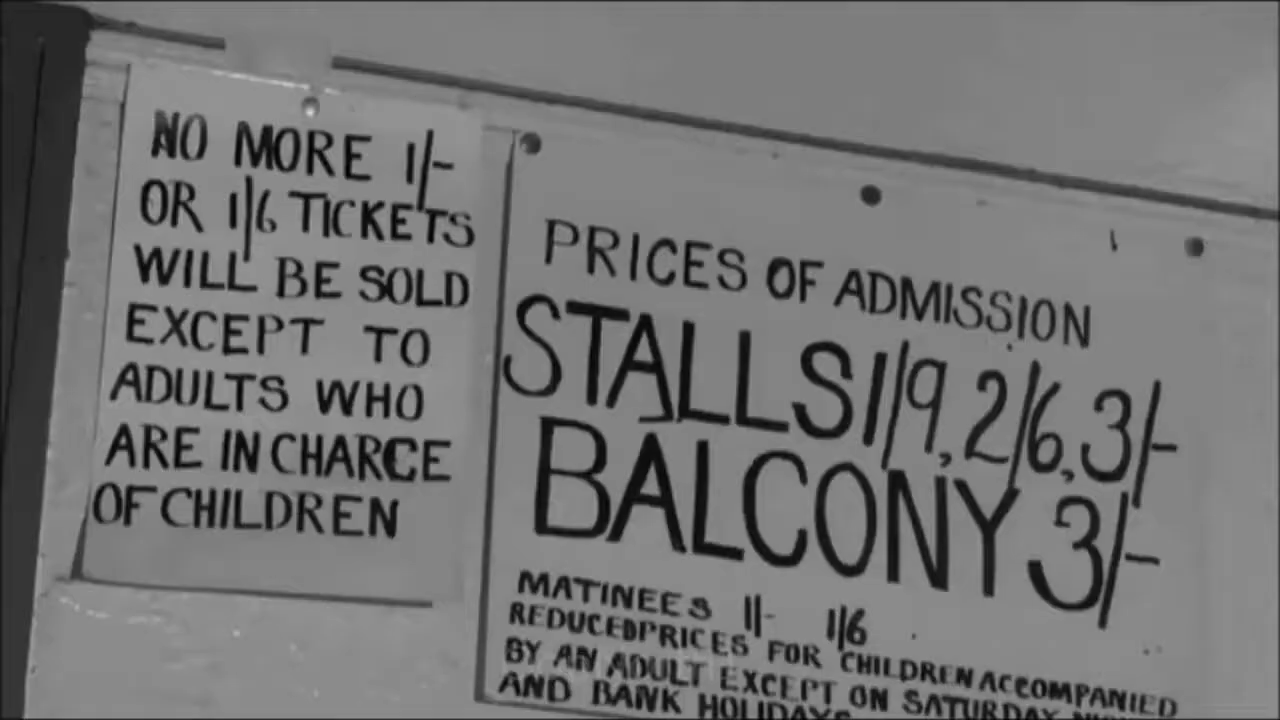 NO MORE 1/-
OR 1/6 TICKETS
WILL BE SOLD
EXCEPT TO
ADULTS WHO
ARE IN CHARGE
OF CHILDREN
PRICES OF ADMISSION
STALLS 1/9, 2/6, 3/-
BALCONY 3/-
MATINEES 1/- 1/6
REDUCED PRICES FOR CHILDREN ACCOMPANIED
BY AN ADULT EXCEPT ON SATURDAY
AND BANK HOLIDAYS